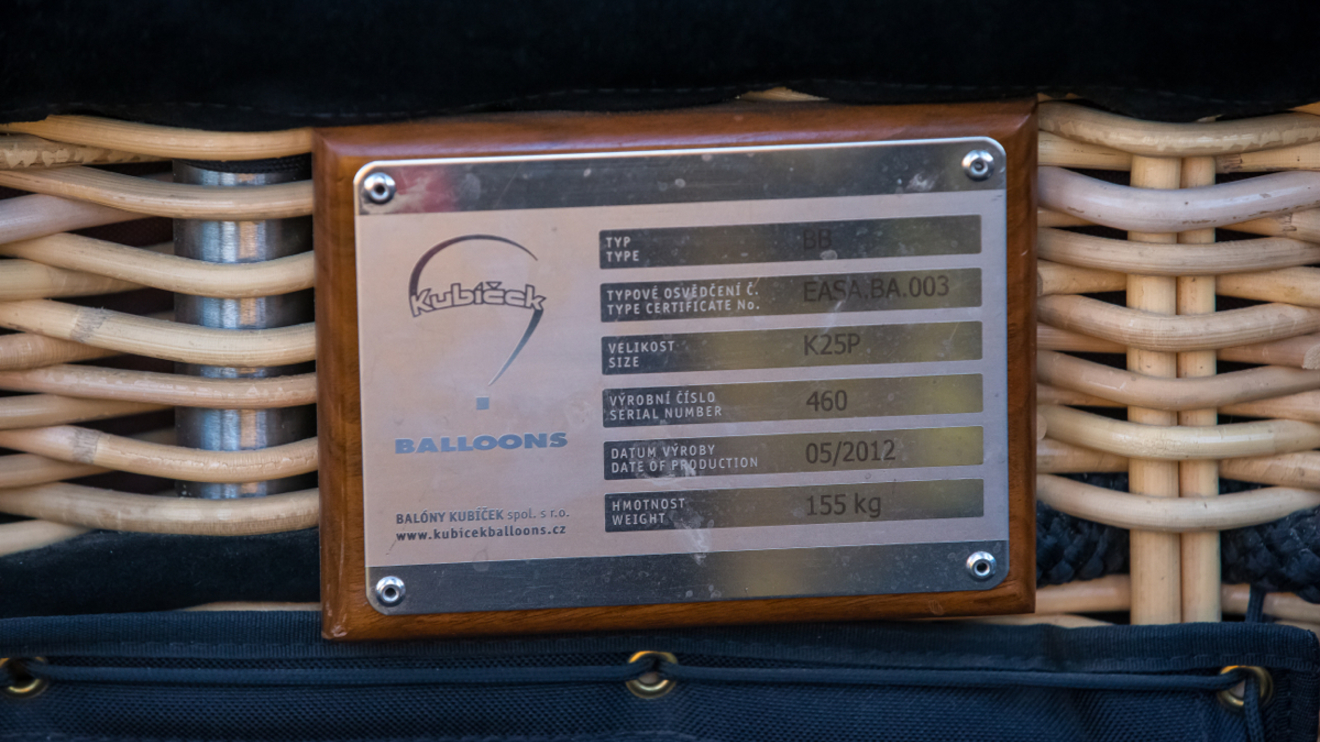 Kubíček
BALLOONS
BALÓNY KUBÍČEK spol. s r.o.
www.kubicekballoons.cz
TYP BB
TYPE
TYPOVÉ OSVĚDČENÍ Č. EASA.BA.003
TYPE CERTIFICATE No.
VELIKOST K25P
SIZE
VÝROBNÍ ČÍSLO 460
SERIAL NUMBER
DATUM VÝROBY 05/2012
DATE OF PRODUCTION
HMOTNOST 155 kg
WEIGHT